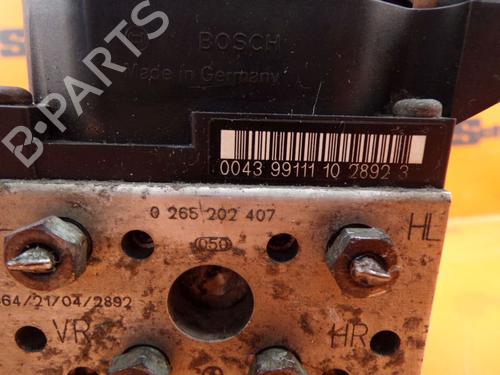 BOSCH
Made in Germany
B-PARTS
0043 99111 10 2892 3
0 265 202 407
050
HL
64/21/04/2892
VR
HR